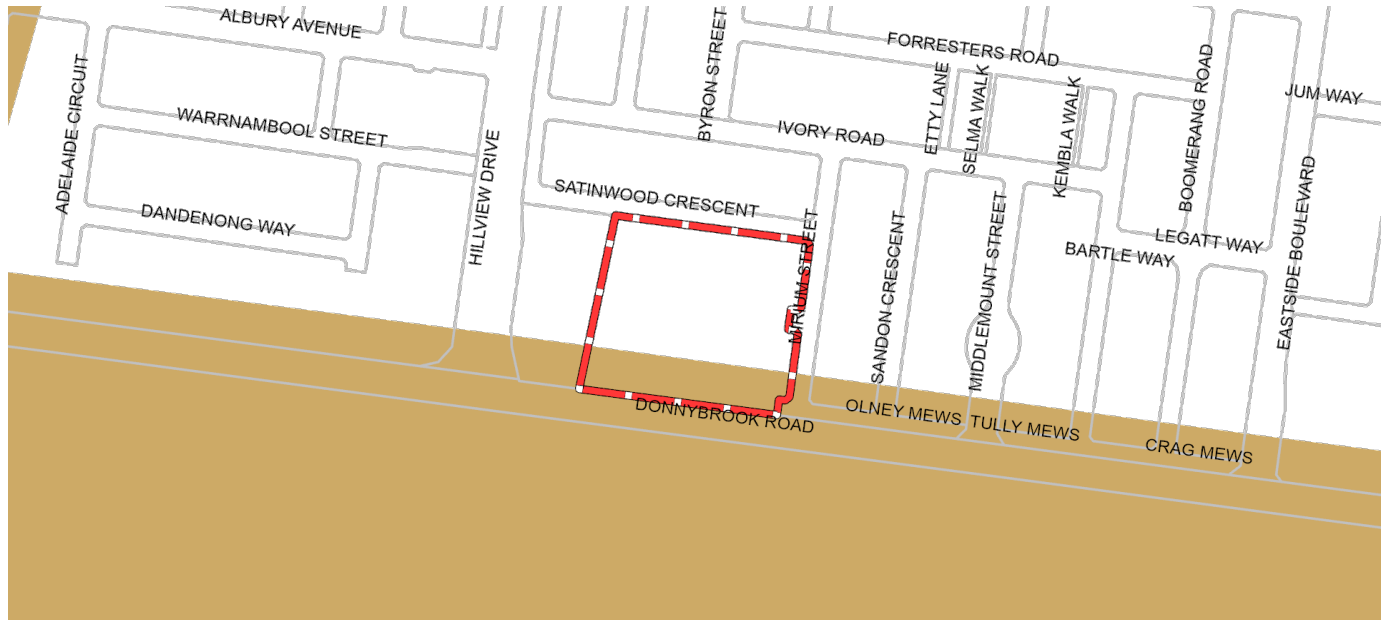 ALBURY AVENUE
BYRON STREET
FORRESTERS ROAD
ADELAIDE CIRCUIT
ETTY LANE
SELMA WALK
KEMBLA WALK
BOOMERANG ROAD
JUM WAY
WARRNAMBOOL STREET
IVORY ROAD
HILLVIEW DRIVE
SATINWOOD CRESCENT
DANDENONG WAY
MIRIUM STREET
SANDON CRESCENT
MIDDLEMOUNT STREET
BARTLE WAY
LEGATT WAY
EASTSIDE BOULEVARD
DONNYBROOK ROAD
OLNEY MEWS
TULLY MEWS
CRAG MEWS